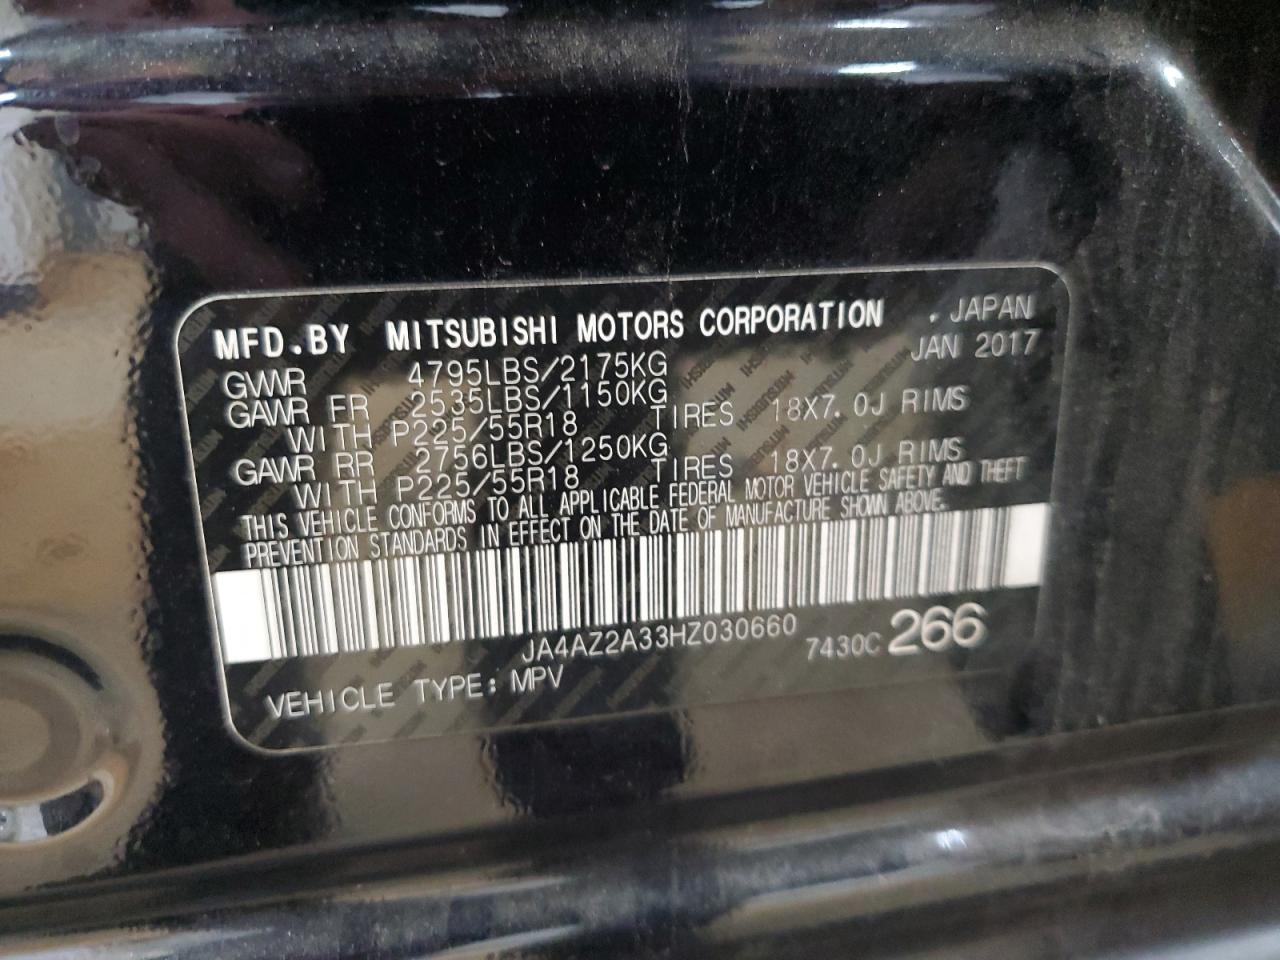 MFD.BY MITSUBISHI MOTORS CORPORATION . JAPAN
JAN 2017
GVWR 4795LBS/2175KG
GAWR FR 2535LBS/1150KG
WITH P225/55R18 TIRES 18X7.0J RIMS
GAWR RR 2756LBS/1250KG
WITH P225/55R18 TIRES 18X7.0J RIMS
THIS VEHICLE CONFORMS TO ALL APPLICABLE FEDERAL MOTOR VEHICLE SAFETY AND THEFT
PREVENTION STANDARDS IN EFFECT ON THE DATE OF MANUFACTURE SHOWN ABOVE.
JA4AZ2A33HZ030660 7430C 266
VEHICLE TYPE: MPV